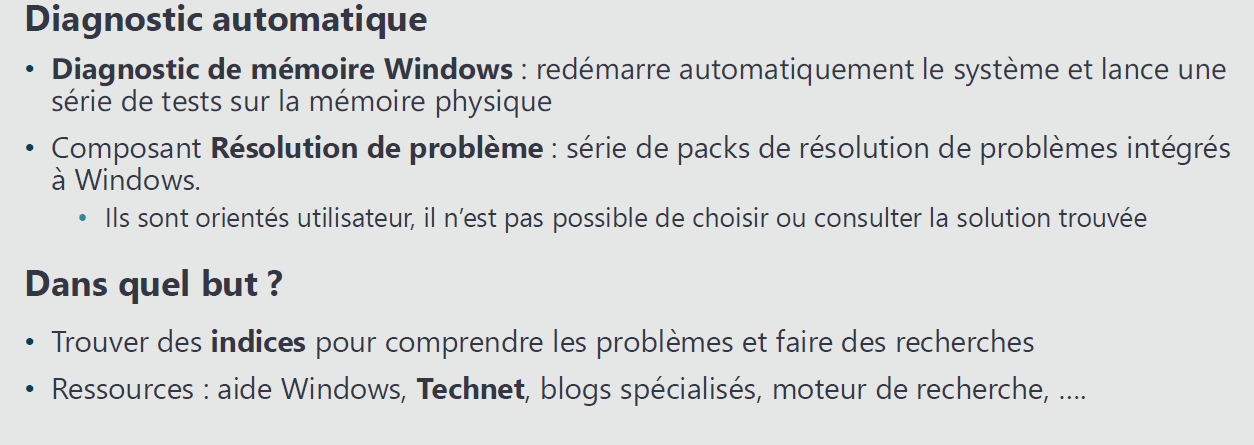 Diagnostic automatique
• Diagnostic de mémoire Windows : redémarre automatiquement le système et lance une
série de tests sur la mémoire physique
• Composant Résolution de problème : série de packs de résolution de problèmes intégrés
à Windows.
• Ils sont orientés utilisateur, il n’est pas possible de choisir ou consulter la solution trouvée
Dans quel but ?
• Trouver des indices pour comprendre les problèmes et faire des recherches
• Ressources : aide Windows, Technet, blogs spécialisés, moteur de recherche, ….